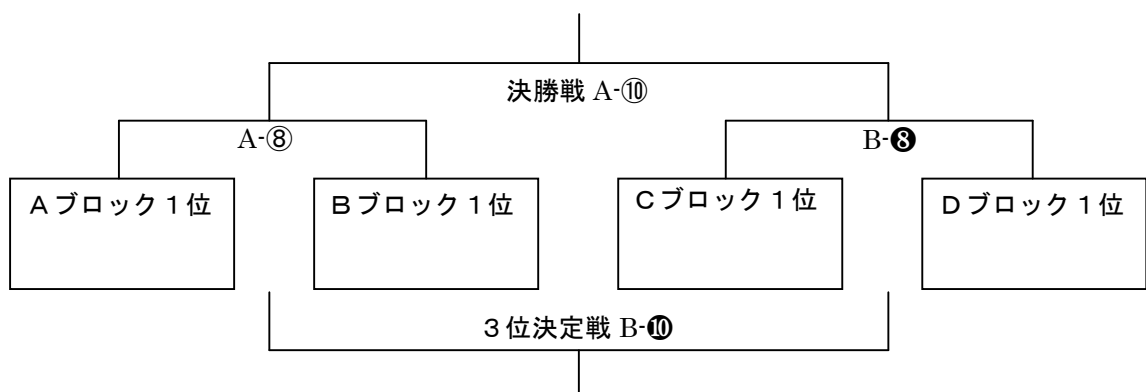 決勝戦 A-⑩
A-⑧
B-❽
Aブロック1位
Bブロック1位
Cブロック1位
Dブロック1位
3位決定戦 B-❿